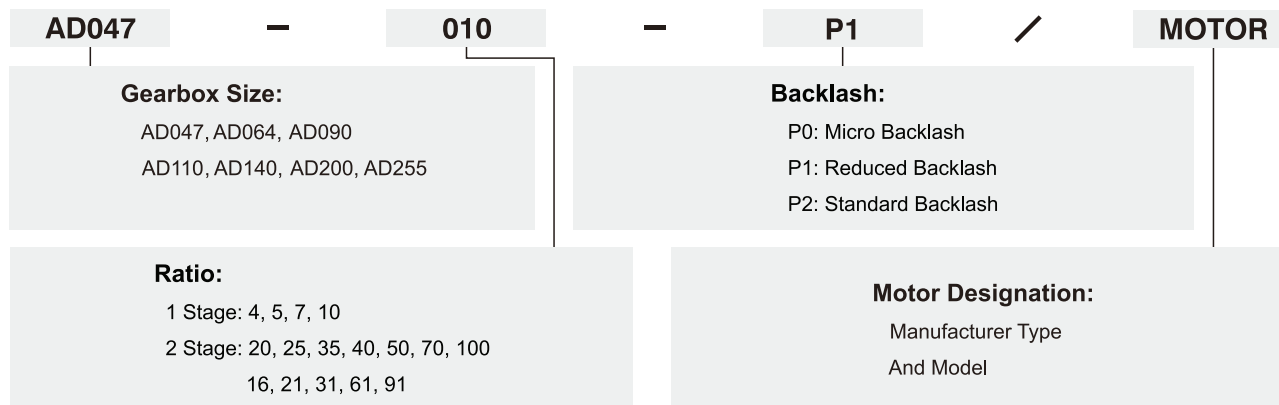 AD047 – 010 – P1 / MOTOR
Gearbox Size:
AD047, AD064, AD090
AD110, AD140, AD200, AD255
Backlash:
P0: Micro Backlash
P1: Reduced Backlash
P2: Standard Backlash
Ratio:
1 Stage: 4, 5, 7, 10
2 Stage: 20, 25, 35, 40, 50, 70, 100
16, 21, 31, 61, 91
Motor Designation:
Manufacturer Type
And Model